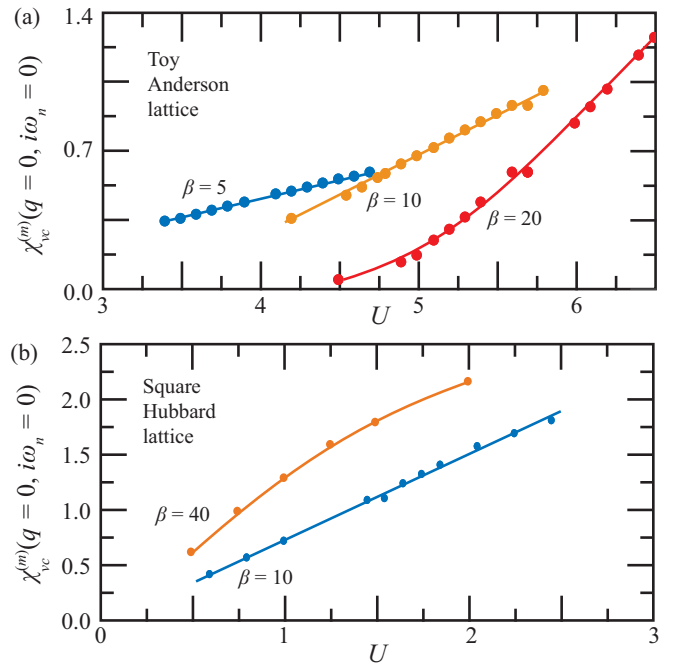 (a)
1.4
0.7
0.0
χ_vc^(m)(q = 0, iω_n = 0)
Toy
Anderson
lattice
β = 5
β = 10
β = 20
3 4 5 6
U
(b)
2.5
2.0
1.5
1.0
0.5
0.0
χ_vc^(m)(q = 0, iω_n = 0)
Square
Hubbard
lattice
β = 40
β = 10
0 1 2 3
U